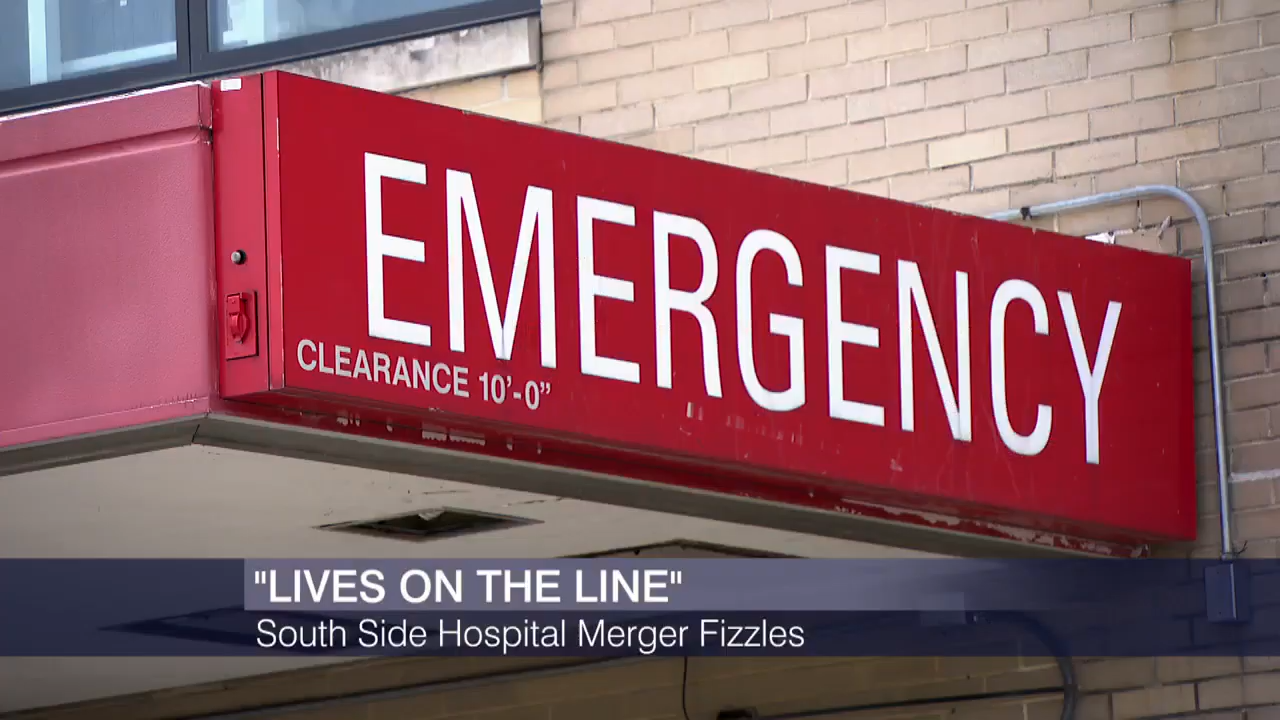 EMERGENCY
CLEARANCE 10’-0”
"LIVES ON THE LINE"
South Side Hospital Merger Fizzles